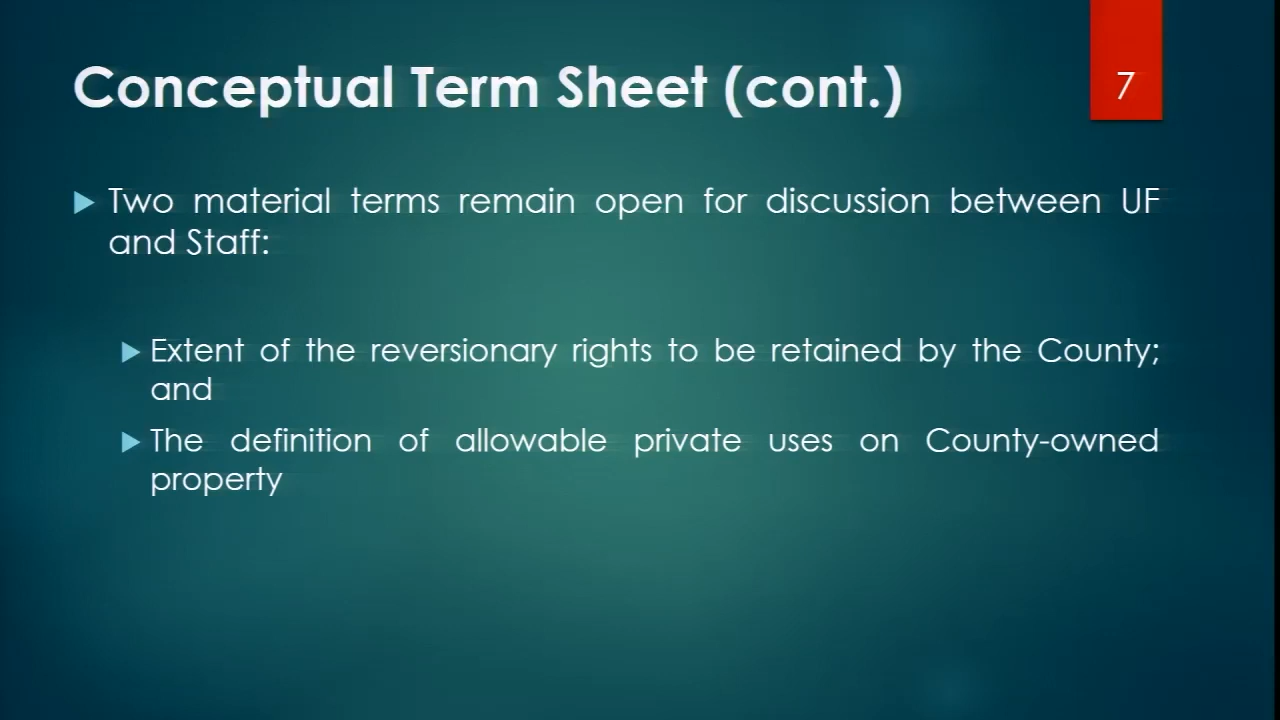 Conceptual Term Sheet (cont.)
7
Two material terms remain open for discussion between UF
and Staff:
Extent of the reversionary rights to be retained by the County;
and
The definition of allowable private uses on County-owned
property